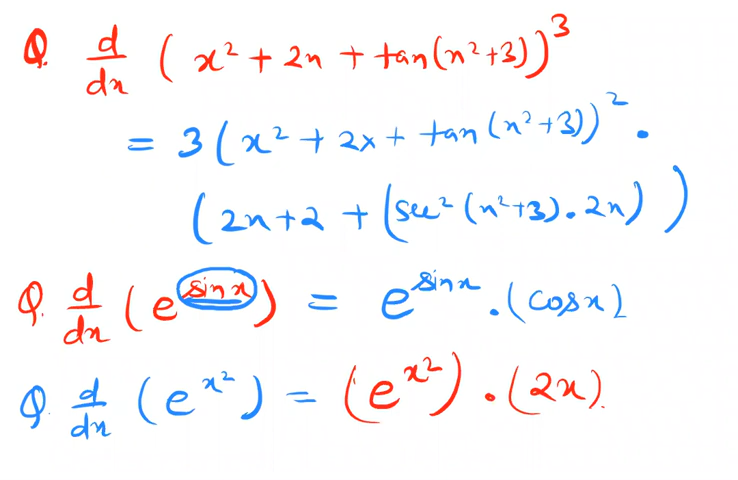 Q. d/dx (x² + 2x + tan(x²+3))³
= 3(x² + 2x + tan(x²+3))² .
(2x+2 + (sec²(x²+3) . 2x))
Q. d/dx (e^(sin x)) = e^(sin x) . (cos x)
Q. d/dx (e^(x²)) = (e^(x²)) . (2x).